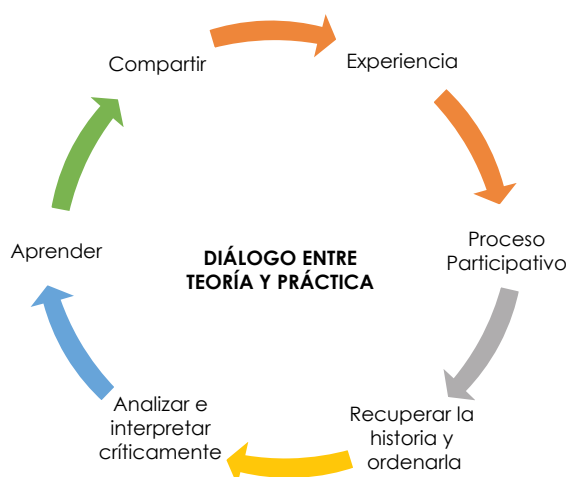 Compartir
Experiencia
Proceso
Participativo
Recuperar la
historia y
ordenarla
Analizar e
interpretar
críticamente
Aprender
DIÁLOGO ENTRE
TEORÍA Y PRÁCTICA